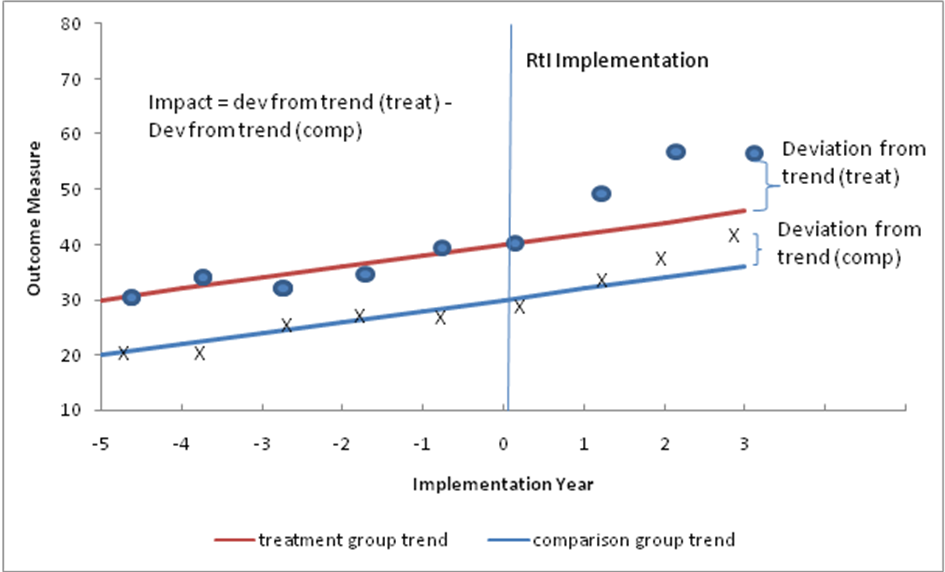 80
70
60
50
40
30
20
10
Outcome Measure
RtI Implementation
Impact = dev from trend (treat) -
Dev from trend (comp)
Deviation from
trend (treat)
Deviation from
trend (comp)
X X X X X X X X X
-5 -4 -3 -2 -1 0 1 2 3
Implementation Year
treatment group trend comparison group trend